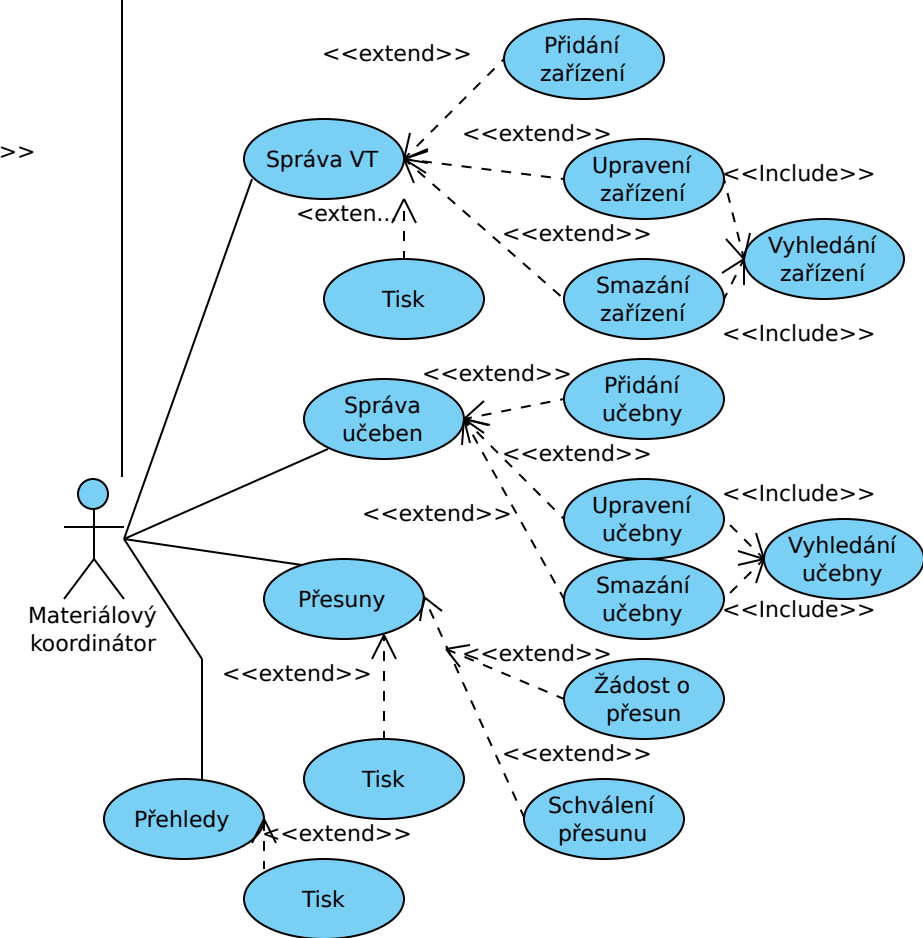 <<extend>>
Přidání
zařízení
>>
<<extend>>
Správa VT
Upravení
zařízení
<<Include>>
<exten..
<<extend>>
Vyhledání
zařízení
Tisk
Smazání
zařízení
<<Include>>
<<extend>>
Přidání
učebny
Správa
učeben
<<extend>>
<<Include>>
Upravení
učebny
<<extend>>
Vyhledání
učebny
Smazání
učebny
<<Include>>
Přesuny
Materiálový
koordinátor
<<extend>>
<<extend>>
Žádost o
přesun
<<extend>>
Tisk
Schválení
přesunu
Přehledy
<<extend>>
Tisk